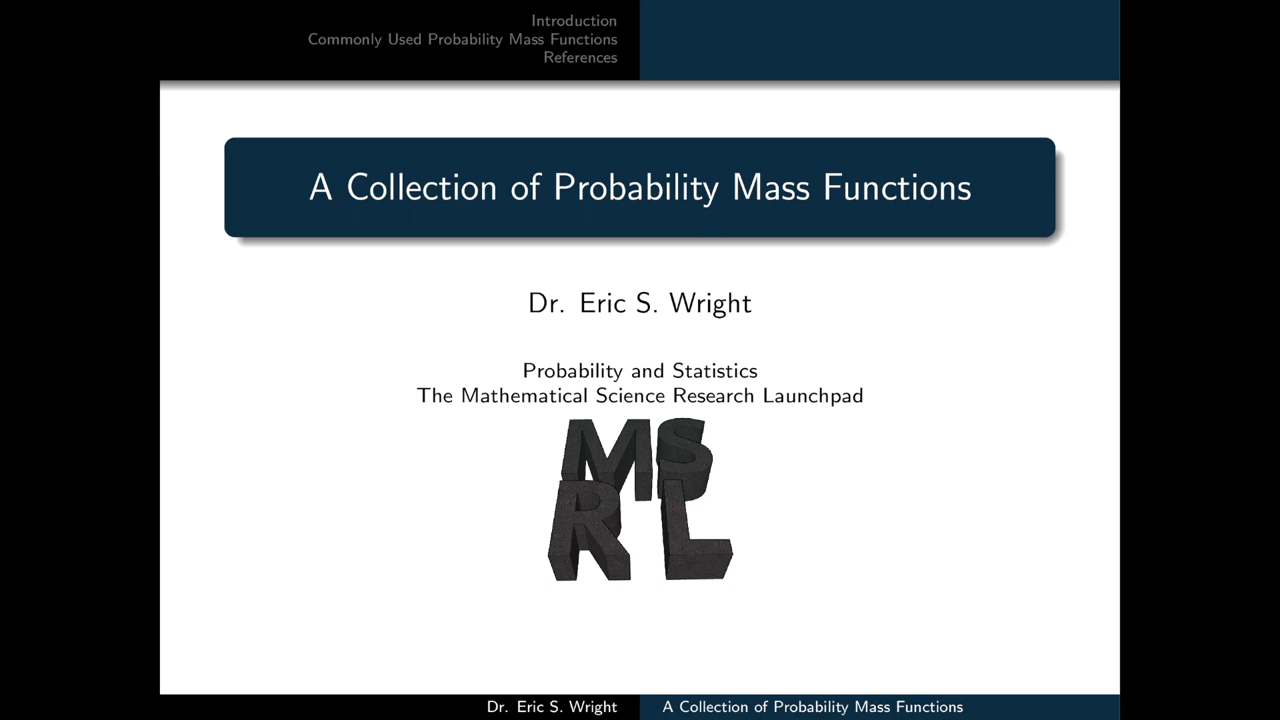 Introduction
Commonly Used Probability Mass Functions
References
A Collection of Probability Mass Functions
Dr. Eric S. Wright
Probability and Statistics
The Mathematical Science Research Launchpad
MS
RL
Dr. Eric S. Wright
A Collection of Probability Mass Functions